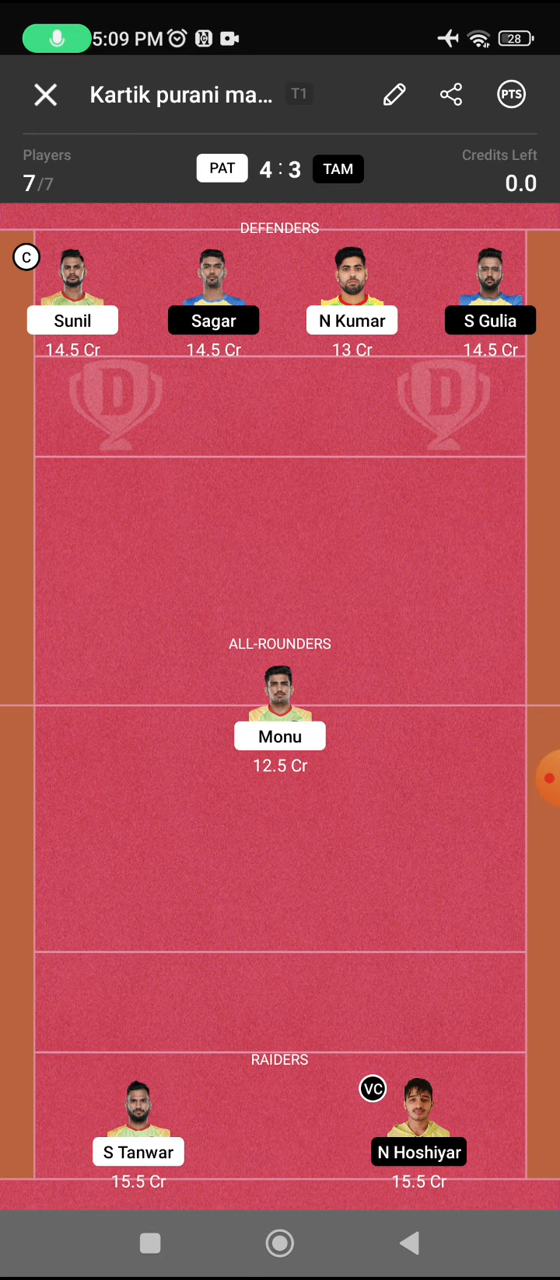 5:09 PM
28
Kartik purani ma... T1
PTS
Players
Credits Left
7/7
PAT 4 : 3 TAM
0.0
DEFENDERS
C
Sunil
Sagar
N Kumar
S Gulia
14.5 Cr
14.5 Cr
13 Cr
14.5 Cr
D
D
ALL-ROUNDERS
Monu
12.5 Cr
RAIDERS
VC
S Tanwar
N Hoshiyar
15.5 Cr
15.5 Cr